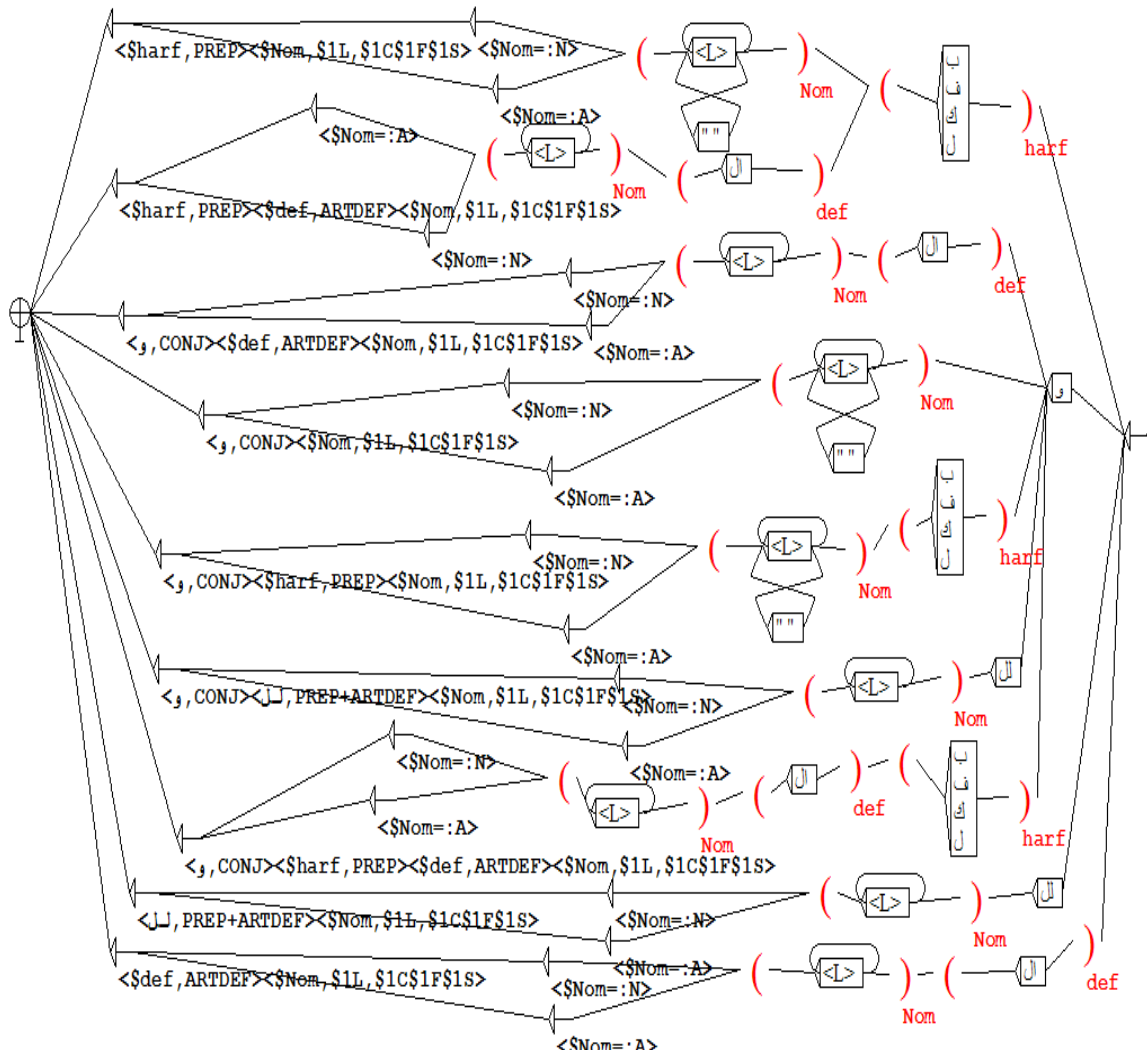 <$harf,PREP><$Nom,$1L,$1C$1F$1S>
<$Nom=:N>
<$Nom=:A>
( <L> ) Nom
" "
( ب ف ك ل ) harf
<$Nom=:A>
<$harf,PREP><$def,ARTDEF><$Nom,$1L,$1C$1F$1S>
<$Nom=:N>
( <L> ) Nom
( ال ) def
<و,CONJ><$def,ARTDEF><$Nom,$1L,$1C$1F$1S>
<$Nom=:N>
<$Nom=:A>
( <L> ) Nom
( ال ) def
<و,CONJ><$Nom,$1L,$1C$1F$1S>
<$Nom=:N>
<$Nom=:A>
( <L> ) Nom
" "
و
<و,CONJ><$harf,PREP><$Nom,$1L,$1C$1F$1S>
<$Nom=:N>
<$Nom=:A>
( <L> ) Nom
" "
( ب ف ك ل ) harf
<و,CONJ><لل,PREP+ARTDEF><$Nom,$1L,$1C$1F$1S>
<$Nom=:N>
<$Nom=:A>
( <L> ) Nom
لل
<$Nom=:N>
<$Nom=:A>
<و,CONJ><$harf,PREP><$def,ARTDEF><$Nom,$1L,$1C$1F$1S>
( <L> ) Nom
( ال ) def
( ب ف ك ل ) harf
<لل,PREP+ARTDEF><$Nom,$1L,$1C$1F$1S>
<$Nom=:N>
<$Nom=:A>
( <L> ) Nom
لل
<$def,ARTDEF><$Nom,$1L,$1C$1F$1S>
<$Nom=:N>
<$Nom=:A>
( <L> ) Nom
( ال ) def